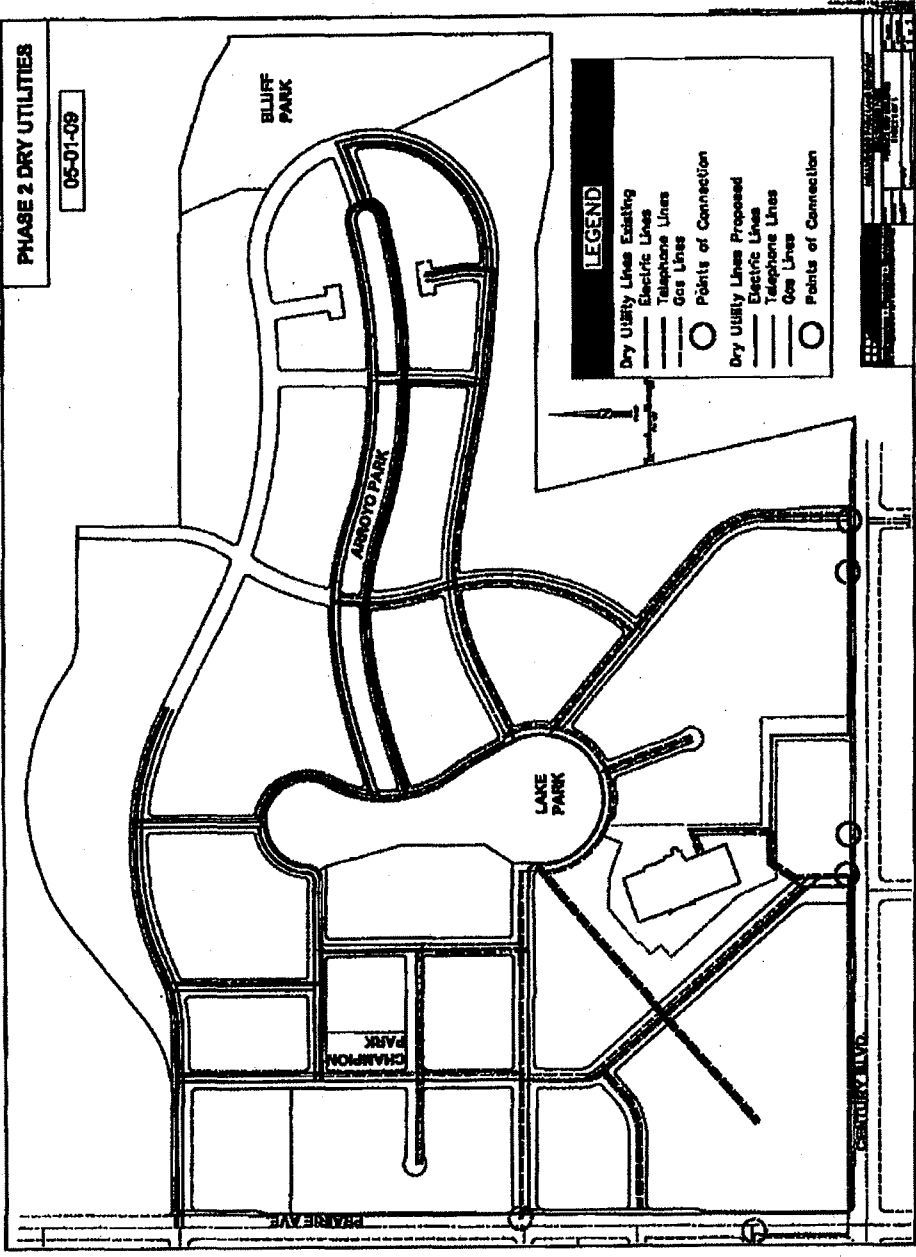 PHASE 2 DRY UTILITIES
05-01-09
BLUFF
PARK
ARROYO PARK
LAKE
PARK
CHAMPION
PARK
PRAIRIE AVE
CENTURY BLVD.
LEGEND
Dry Utility Lines Existing
Electric Lines
Telephone Lines
Gas Lines
Points of Connection
Dry Utility Lines Proposed
Electric Lines
Telephone Lines
Gas Lines
Points of Connection